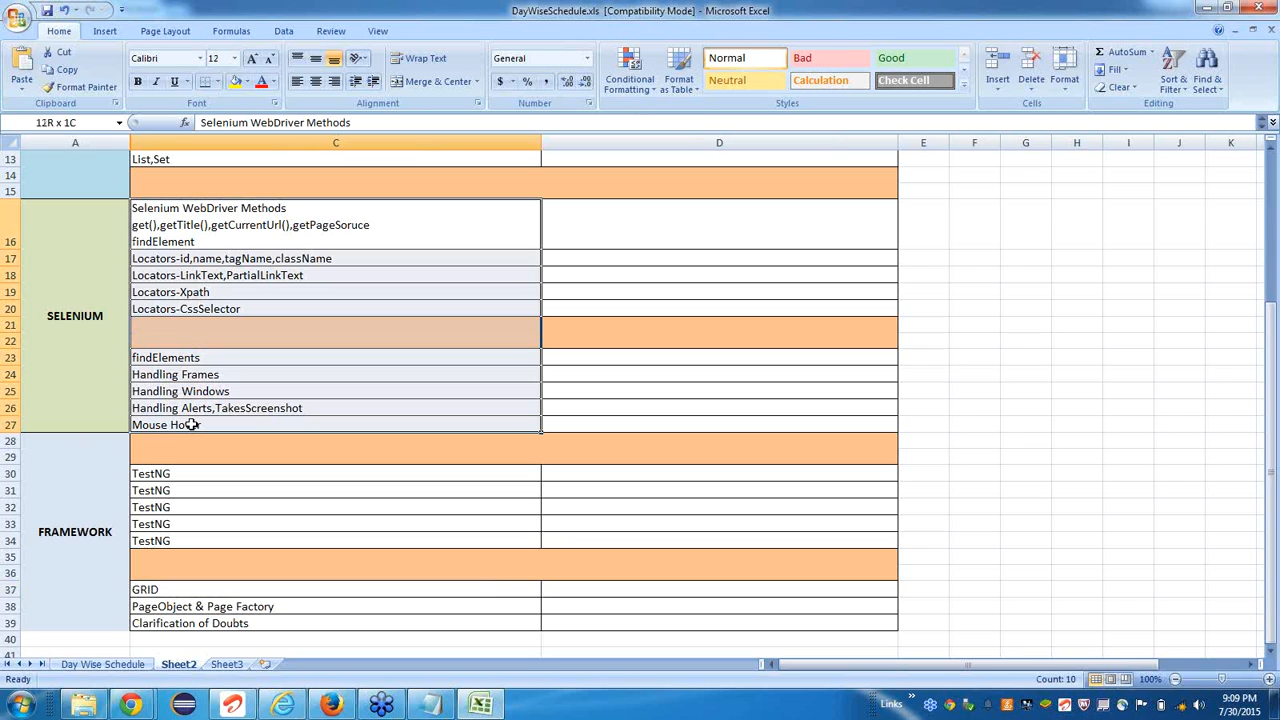 DayWiseSchedule.xls [Compatibility Mode] - Microsoft Excel
Home Insert Page Layout Formulas Data Review View
Paste
Cut
Copy
Format Painter
Clipboard
Calibri 12
B I U
Font
Wrap Text
Merge & Center
Alignment
General
$ % ,
Number
Conditional Formatting
Format as Table
Normal Bad Good
Neutral Calculation Check Cell
Styles
Insert Delete Format
Cells
AutoSum
Fill
Clear
Sort & Filter
Find & Select
Editing
12R x 1C fx Selenium WebDriver Methods
A C D E F G H I J K
13 List,Set
14
15
Selenium WebDriver Methods
get(),getTitle(),getCurrentUrl(),getPageSoruce
16 findElement
17 Locators-id,name,tagName,className
18 Locators-LinkText,PartialLinkText
19 Locators-Xpath
20 Locators-CssSelector
SELENIUM
21
22
23 findElements
24 Handling Frames
25 Handling Windows
26 Handling Alerts,TakesScreenshot
27 Mouse Hover
28
29
30 TestNG
31 TestNG
32 TestNG
33 TestNG
FRAMEWORK
34 TestNG
35
36
37 GRID
38 PageObject & Page Factory
39 Clarification of Doubts
40
41
Day Wise Schedule Sheet2 Sheet3
Ready Count: 10 100%
Links
9:09 PM
7/30/2015